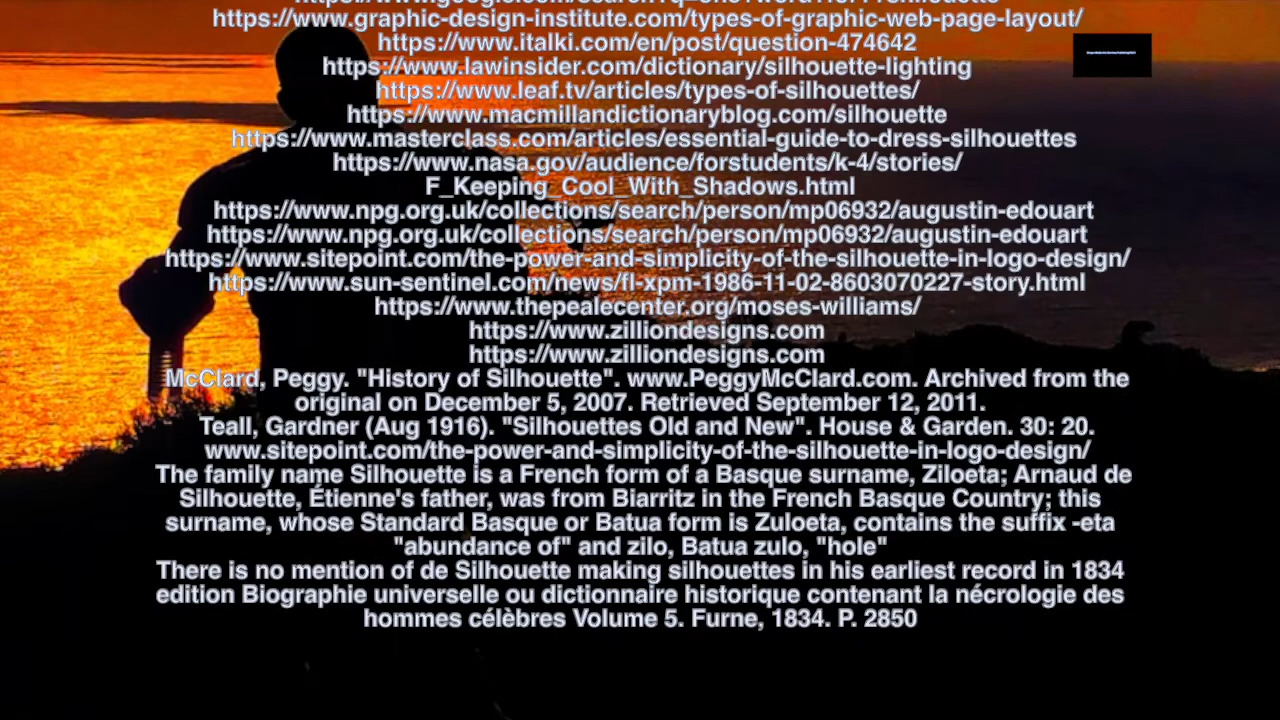 https://www.graphic-design-institute.com/types-of-graphic-web-page-layout/
https://www.italki.com/en/post/question-474642
https://www.lawinsider.com/dictionary/silhouette-lighting
https://www.leaf.tv/articles/types-of-silhouettes/
https://www.macmillandictionaryblog.com/silhouette
https://www.masterclass.com/articles/essential-guide-to-dress-silhouettes
https://www.nasa.gov/audience/forstudents/k-4/stories/
F_Keeping_Cool_With_Shadows.html
https://www.npg.org.uk/collections/search/person/mp06932/augustin-edouart
https://www.npg.org.uk/collections/search/person/mp06932/augustin-edouart
https://www.sitepoint.com/the-power-and-simplicity-of-the-silhouette-in-logo-design/
https://www.sun-sentinel.com/news/fl-xpm-1986-11-02-8603070227-story.html
https://www.thepealecenter.org/moses-williams/
https://www.zilliondesigns.com
https://www.zilliondesigns.com
McClard, Peggy. "History of Silhouette". www.PeggyMcClard.com. Archived from the
original on December 5, 2007. Retrieved September 12, 2011.
Teall, Gardner (Aug 1916). "Silhouettes Old and New". House & Garden. 30: 20.
www.sitepoint.com/the-power-and-simplicity-of-the-silhouette-in-logo-design/
The family name Silhouette is a French form of a Basque surname, Ziloeta; Arnaud de
Silhouette, Étienne's father, was from Biarritz in the French Basque Country; this
surname, whose Standard Basque or Batua form is Zuloeta, contains the suffix -eta
"abundance of" and zilo, Batua zulo, "hole"
There is no mention of de Silhouette making silhouettes in his earliest record in 1834
edition Biographie universelle ou dictionnaire historique contenant la nécrologie des
hommes célèbres Volume 5. Furne, 1834. P. 2850